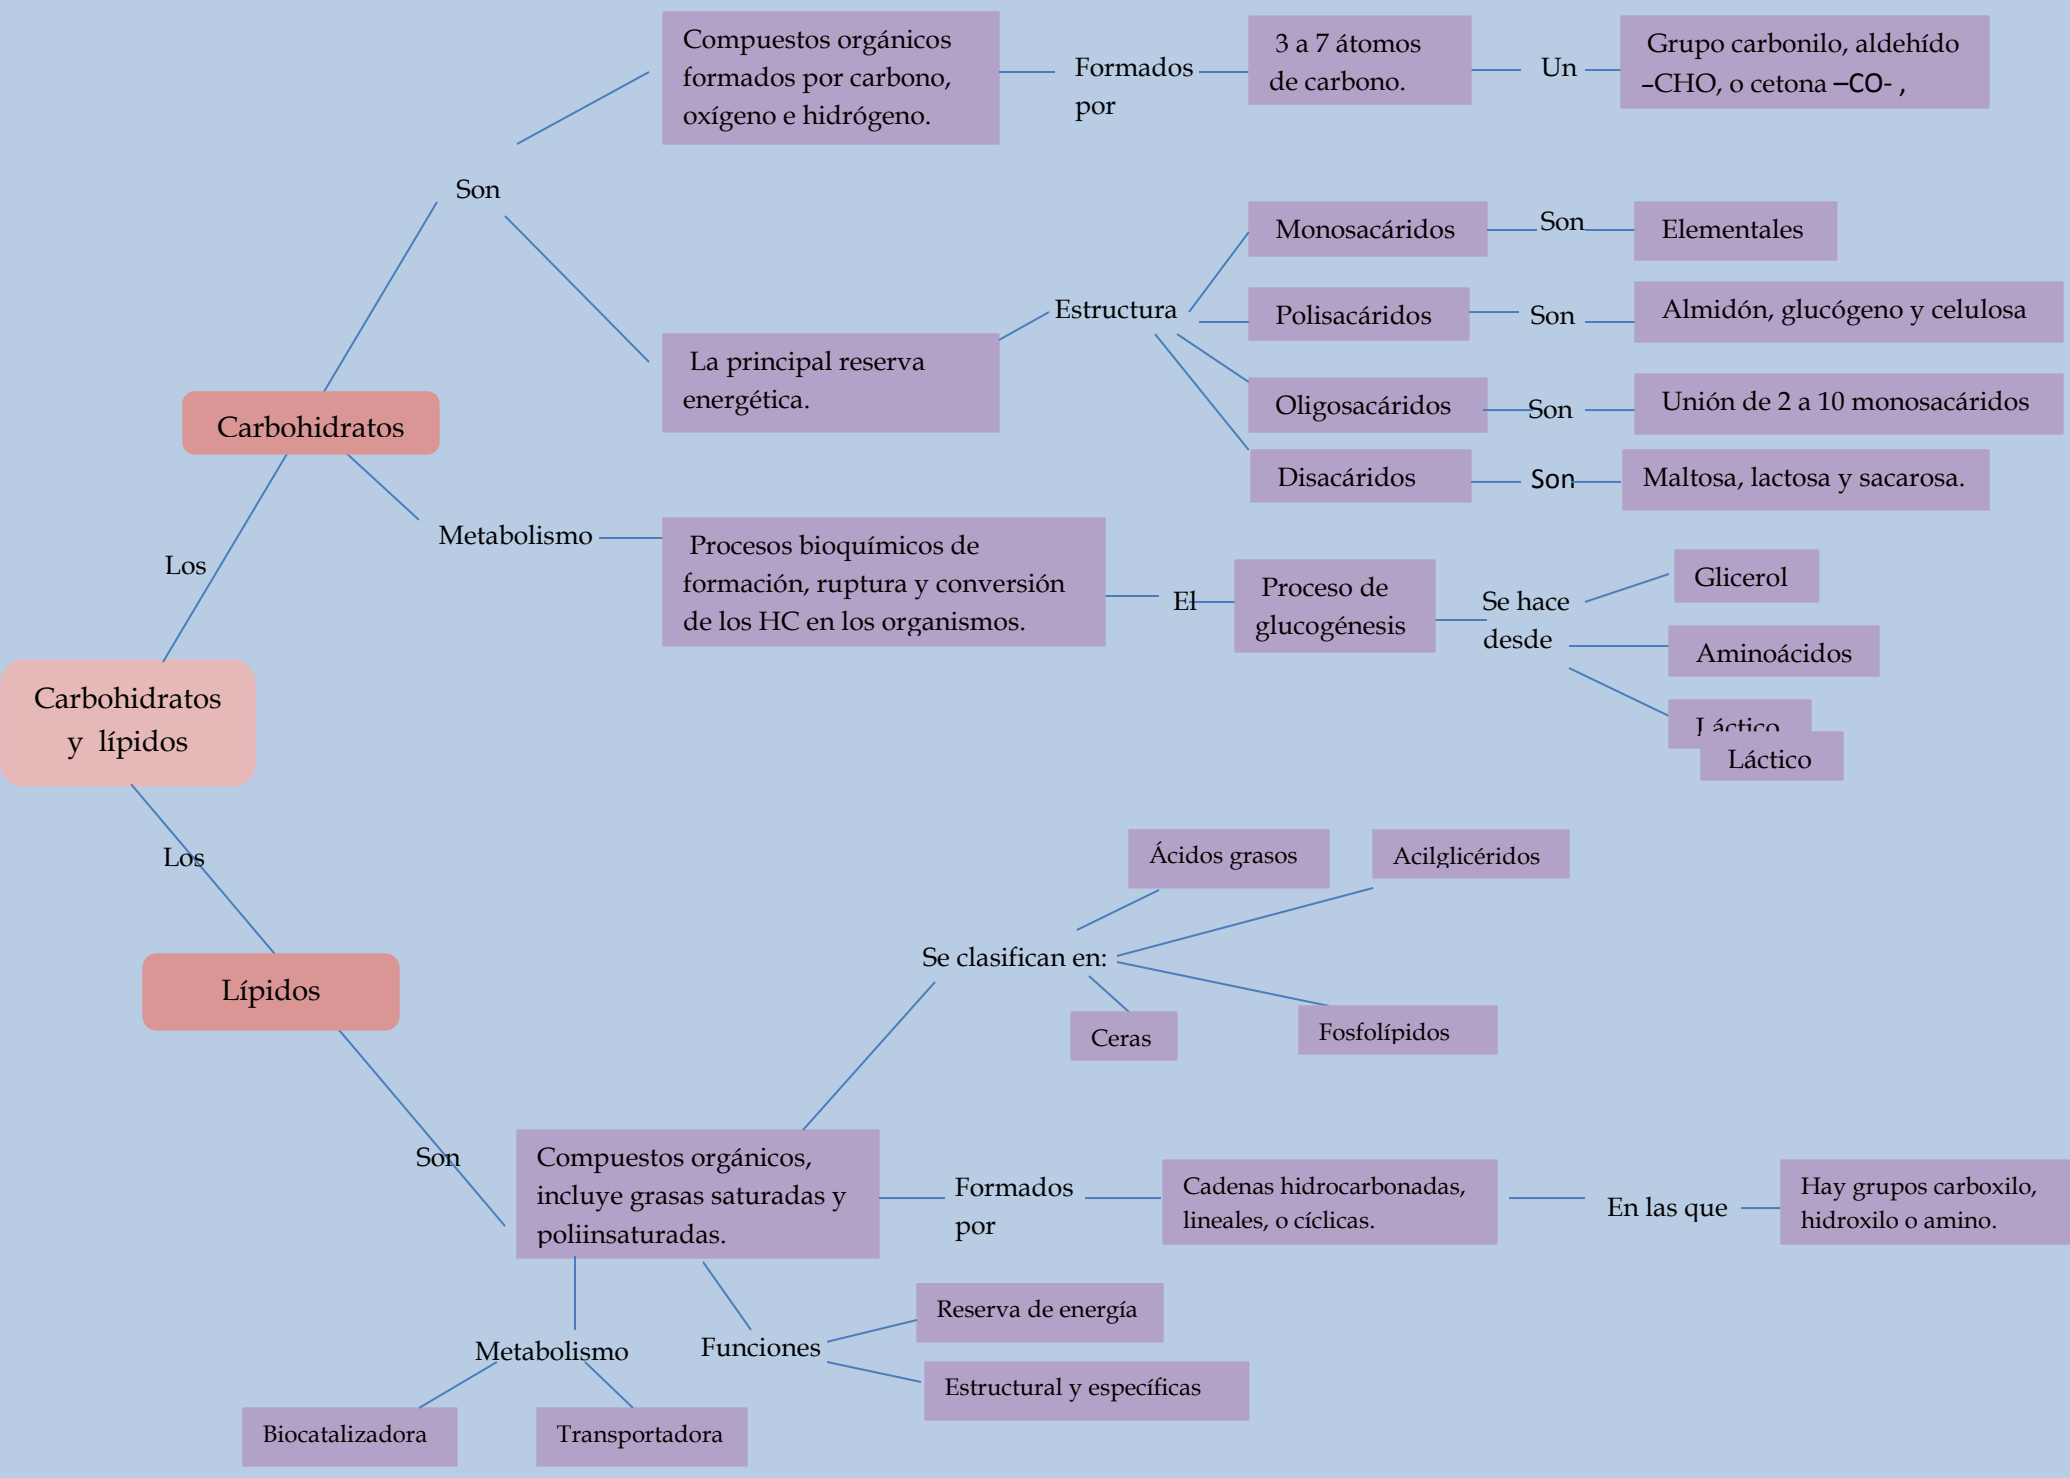 Compuestos orgánicos
formados por carbono,
oxígeno e hidrógeno.
Formados
por
3 a 7 átomos
de carbono.
Un
Grupo carbonilo, aldehído
–CHO, o cetona –CO- ,
Son
Monosacáridos
Son
Elementales
Estructura
Polisacáridos
Son
Almidón, glucógeno y celulosa
La principal reserva
energética.
Oligosacáridos
Son
Unión de 2 a 10 monosacáridos
Carbohidratos
Disacáridos
Son
Maltosa, lactosa y sacarosa.
Metabolismo
Procesos bioquímicos de
formación, ruptura y conversión
de los HC en los organismos.
El
Proceso de
glucogénesis
Se hace
desde
Glicerol
Aminoácidos
Láctico
Láctico
Los
Carbohidratos
y lípidos
Los
Lípidos
Ácidos grasos
Acilglicéridos
Se clasifican en:
Ceras
Fosfolípidos
Son
Compuestos orgánicos,
incluye grasas saturadas y
poliinsaturadas.
Formados
por
Cadenas hidrocarbonadas,
lineales, o cíclicas.
En las que
Hay grupos carboxilo,
hidroxilo o amino.
Metabolismo
Funciones
Reserva de energía
Estructural y específicas
Biocatalizadora
Transportadora